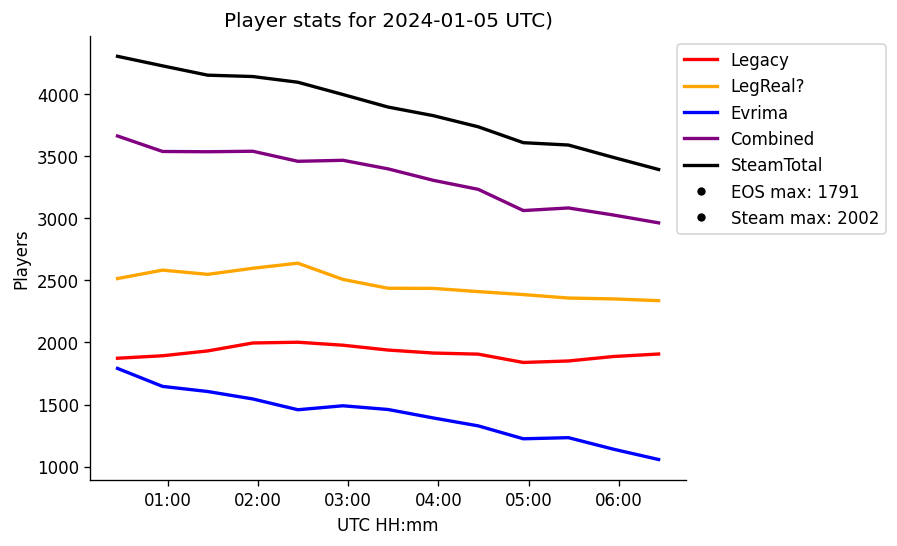 Player stats for 2024-01-05 UTC)
Legacy
LegReal?
Evrima
Combined
SteamTotal
EOS max: 1791
Steam max: 2002
Players
4000
3500
3000
2500
2000
1500
1000
01:00 02:00 03:00 04:00 05:00 06:00
UTC HH:mm